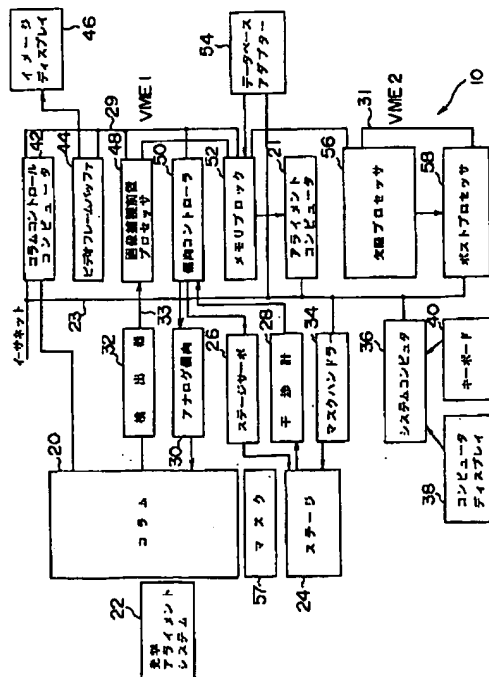 46
イメージ
ディスプレイ
54
データベース
アダプター
VME 1
29
VME 2
31
10
42
コラムコントロール
コンピュータ
44
ビデオフレームバッファ
48
画像捕獲前置
プロセッサ
50
偏向コントローラ
52
メモリブロック
21
アライメント
コンピュータ
56
欠陥プロセッサ
58
ポストプロセッサ
イーサネット
23
33
32
検出器
アナログ偏向
30
26
ステージサーボ
28
干渉計
34
マスクハンドラー
36
システムコンピュータ
40
キーボード
38
コンピュータ
ディスプレイ
20
コラム
マスク
57
ステージ
24
22
光学
アライメント
システム